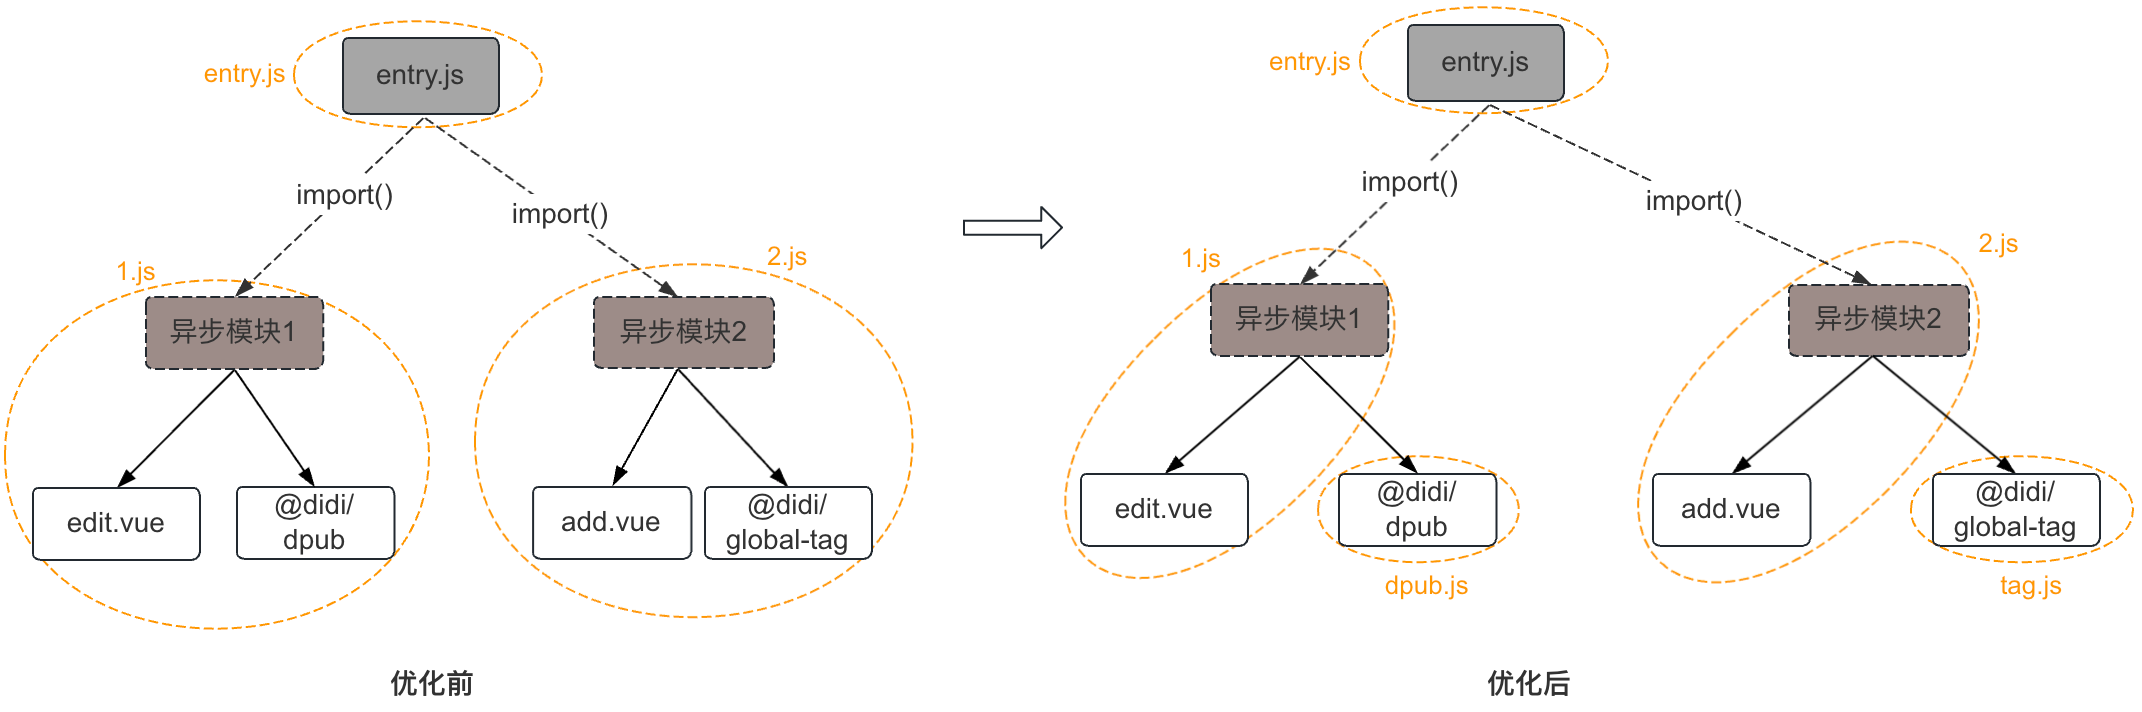 entry.js
entry.js
import()
import()
1.js
2.js
异步模块1
异步模块2
edit.vue
@didi/
dpub
add.vue
@didi/
global-tag
优化前
entry.js
entry.js
import()
import()
1.js
2.js
异步模块1
异步模块2
edit.vue
@didi/
dpub
dpub.js
add.vue
@didi/
global-tag
tag.js
优化后